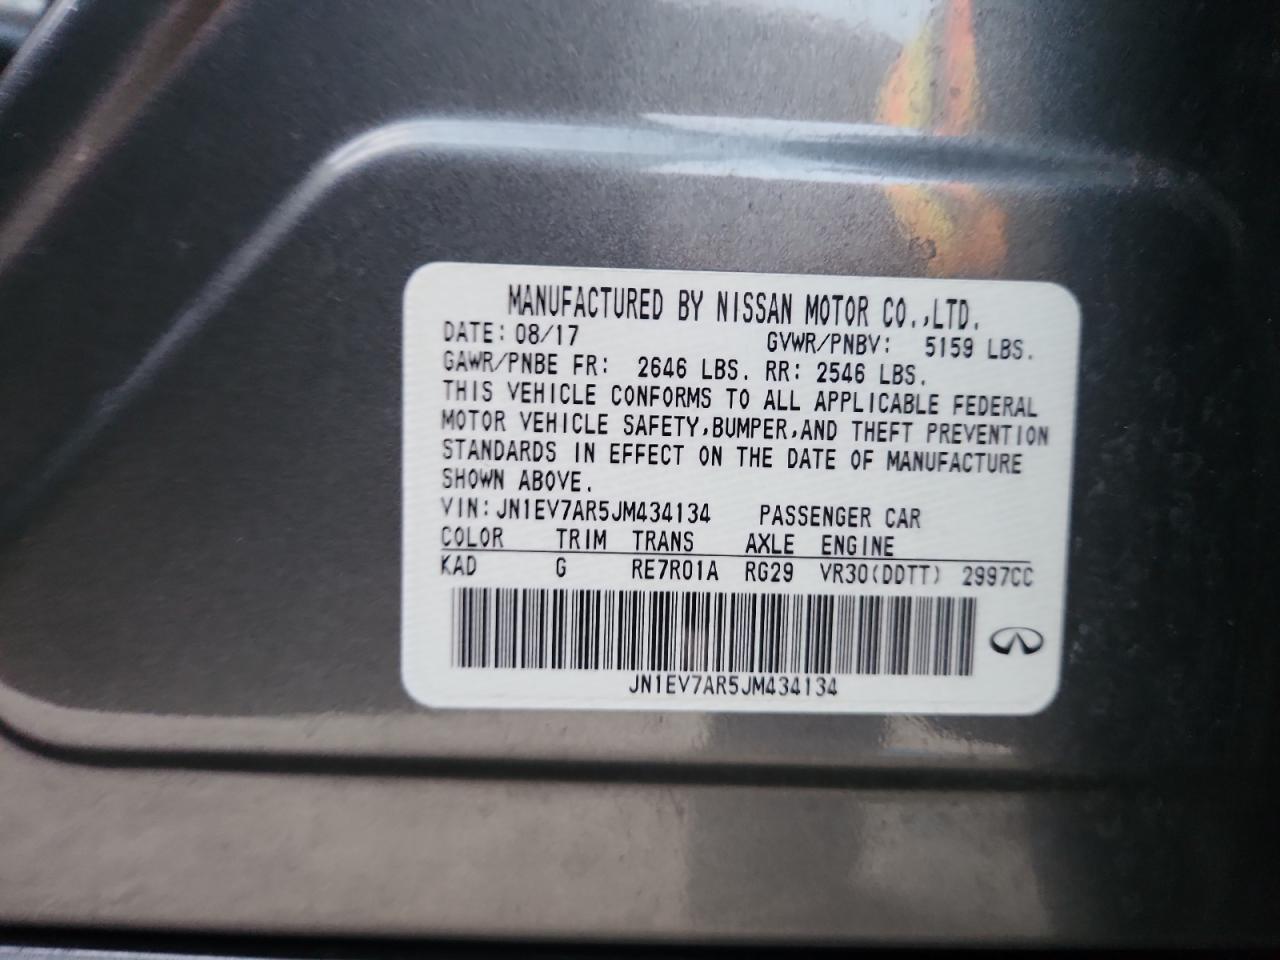 MANUFACTURED BY NISSAN MOTOR CO.,LTD.
DATE: 08/17 GVWR/PNBV: 5159 LBS.
GAWR/PNBE FR: 2646 LBS. RR: 2546 LBS.
THIS VEHICLE CONFORMS TO ALL APPLICABLE FEDERAL
MOTOR VEHICLE SAFETY,BUMPER,AND THEFT PREVENTION
STANDARDS IN EFFECT ON THE DATE OF MANUFACTURE
SHOWN ABOVE.
VIN: JN1EV7AR5JM434134 PASSENGER CAR
COLOR TRIM TRANS AXLE ENGINE
KAD G RE7R01A RG29 VR30(DDTT) 2997CC
JN1EV7AR5JM434134